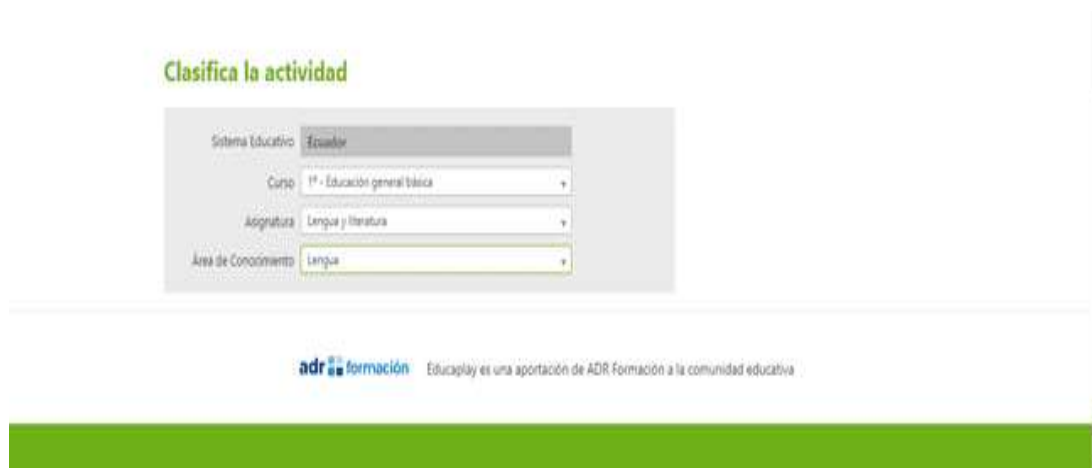 Clasifica la actividad
Sistema Educativo Ecuador
Curso 1º - Educación general básica
Asignatura Lengua y literatura
Área de Conocimiento Lengua
adr formación Educaplay es una aportación de ADR Formación a la comunidad educativa